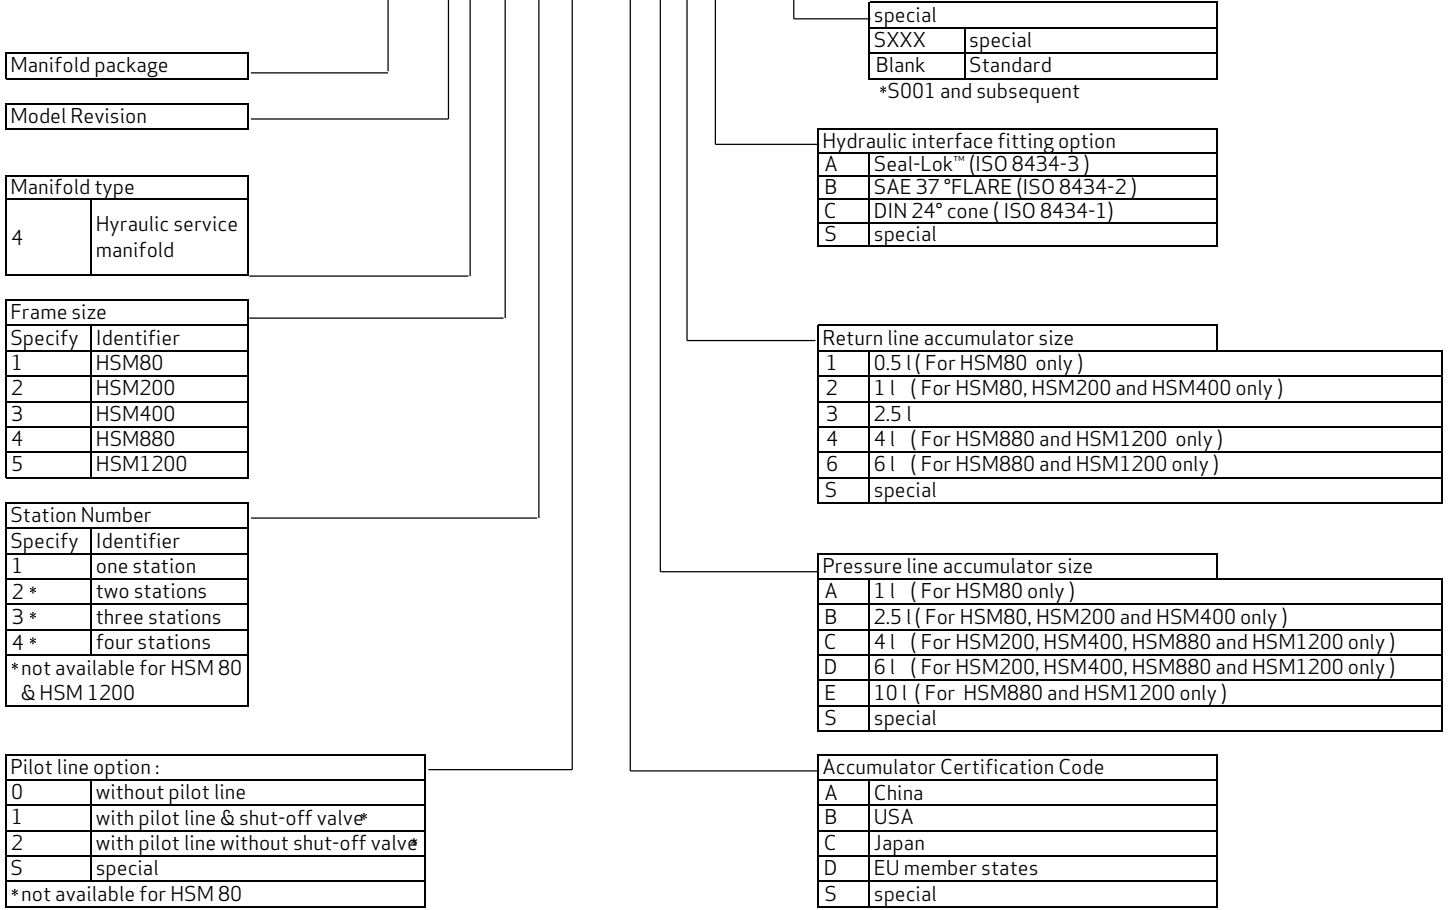 Manifold package
Model Revision
Manifold type
4 Hyraulic service
manifold
Frame size
Specify Identifier
1 HSM80
2 HSM200
3 HSM400
4 HSM880
5 HSM1200
Station Number
Specify Identifier
1 one station
2 * two stations
3 * three stations
4 * four stations
*not available for HSM 80
& HSM 1200
Pilot line option :
0 without pilot line
1 with pilot line & shut-off valve*
2 with pilot line without shut-off valve*
S special
*not available for HSM 80
special
SXXX special
Blank Standard
*S001 and subsequent
Hydraulic interface fitting option
A Seal-Lok™ (ISO 8434-3 )
B SAE 37 °FLARE (ISO 8434-2 )
C DIN 24° cone ( ISO 8434-1)
S special
Return line accumulator size
1 0.5 l ( For HSM80 only )
2 1 l ( For HSM80, HSM200 and HSM400 only )
3 2.5 l
4 4 l ( For HSM880 and HSM1200 only )
6 6 l ( For HSM880 and HSM1200 only )
S special
Pressure line accumulator size
A 1 l ( For HSM80 only )
B 2.5 l ( For HSM80, HSM200 and HSM400 only )
C 4 l ( For HSM200, HSM400, HSM880 and HSM1200 only )
D 6 l ( For HSM200, HSM400, HSM880 and HSM1200 only )
E 10 l ( For HSM880 and HSM1200 only )
S special
Accumulator Certification Code
A China
B USA
C Japan
D EU member states
S special